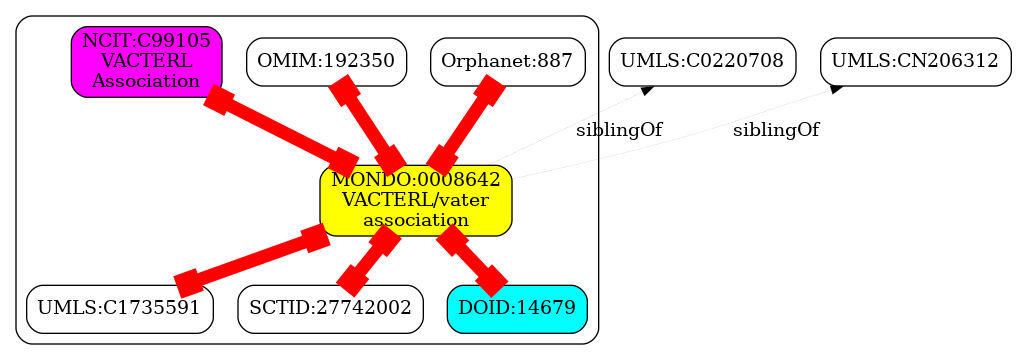 NCIT:C99105
VACTERL
Association
OMIM:192350
Orphanet:887
UMLS:C0220708
UMLS:CN206312
siblingOf
siblingOf
MONDO:0008642
VACTERL/vater
association
UMLS:C1735591
SCTID:27742002
DOID:14679